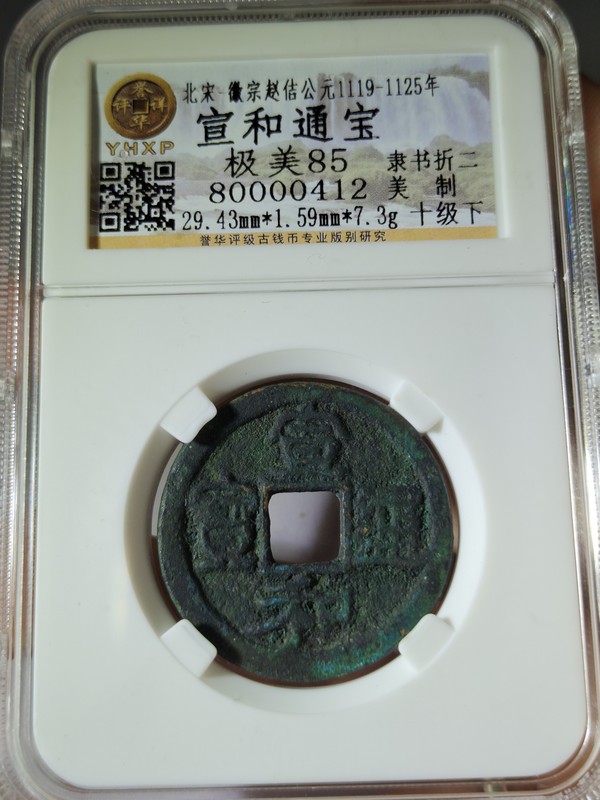 北宋 徽宗赵佶公元1119-1125年
宣和通宝
极美85 隶书折二
80000412 美制
29.43mm*1.59mm*7.3g 十级下
誉华评级古钱币专业版别研究
YHXP
宣和